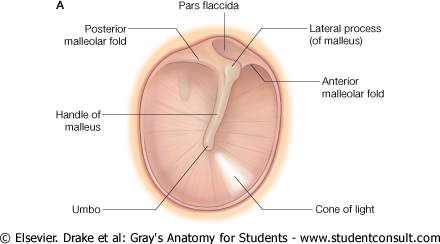 A
Pars flaccida
Posterior
malleolar fold
Lateral process
(of malleus)
Anterior
malleolar fold
Handle of
malleus
Umbo
Cone of light
© Elsevier. Drake et al: Gray's Anatomy for Students - www.studentconsult.com